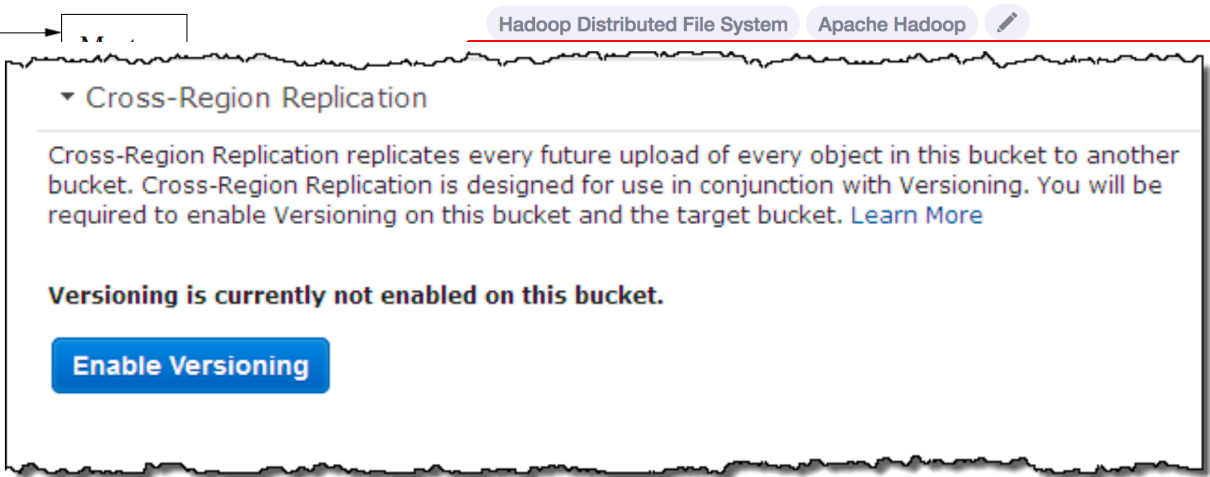 Hadoop Distributed File System Apache Hadoop
Cross-Region Replication
Cross-Region Replication replicates every future upload of every object in this bucket to another
bucket. Cross-Region Replication is designed for use in conjunction with Versioning. You will be
required to enable Versioning on this bucket and the target bucket. Learn More
Versioning is currently not enabled on this bucket.
Enable Versioning